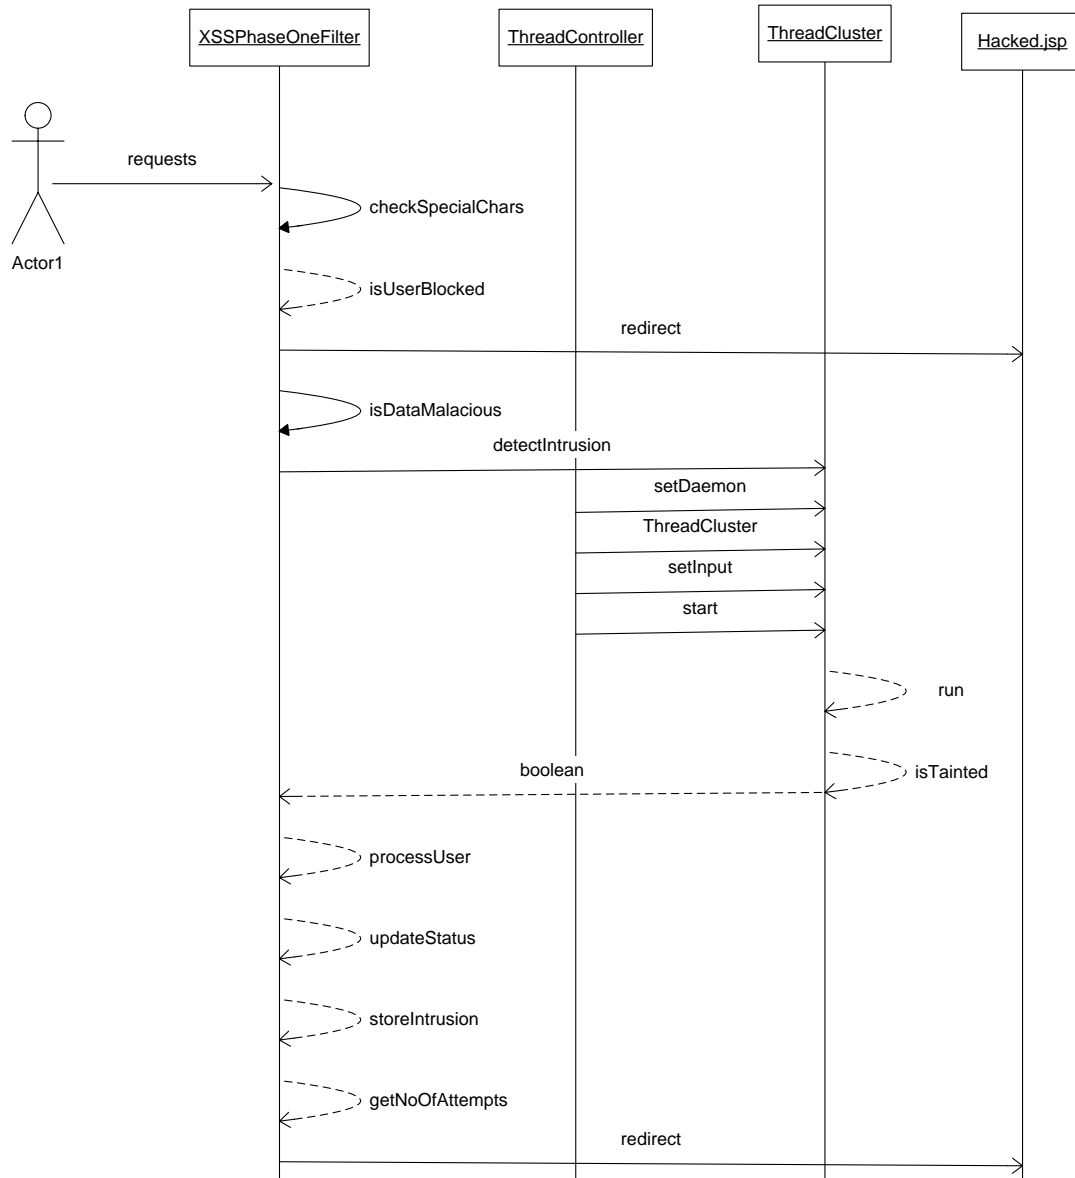 XSSPhaseOneFilter
ThreadController
ThreadCluster
Hacked.jsp
requests
checkSpecialChars
Actor1
isUserBlocked
redirect
isDataMalacious
detectIntrusion
setDaemon
ThreadCluster
setInput
start
run
boolean
isTainted
processUser
updateStatus
storeIntrusion
getNoOfAttempts
redirect